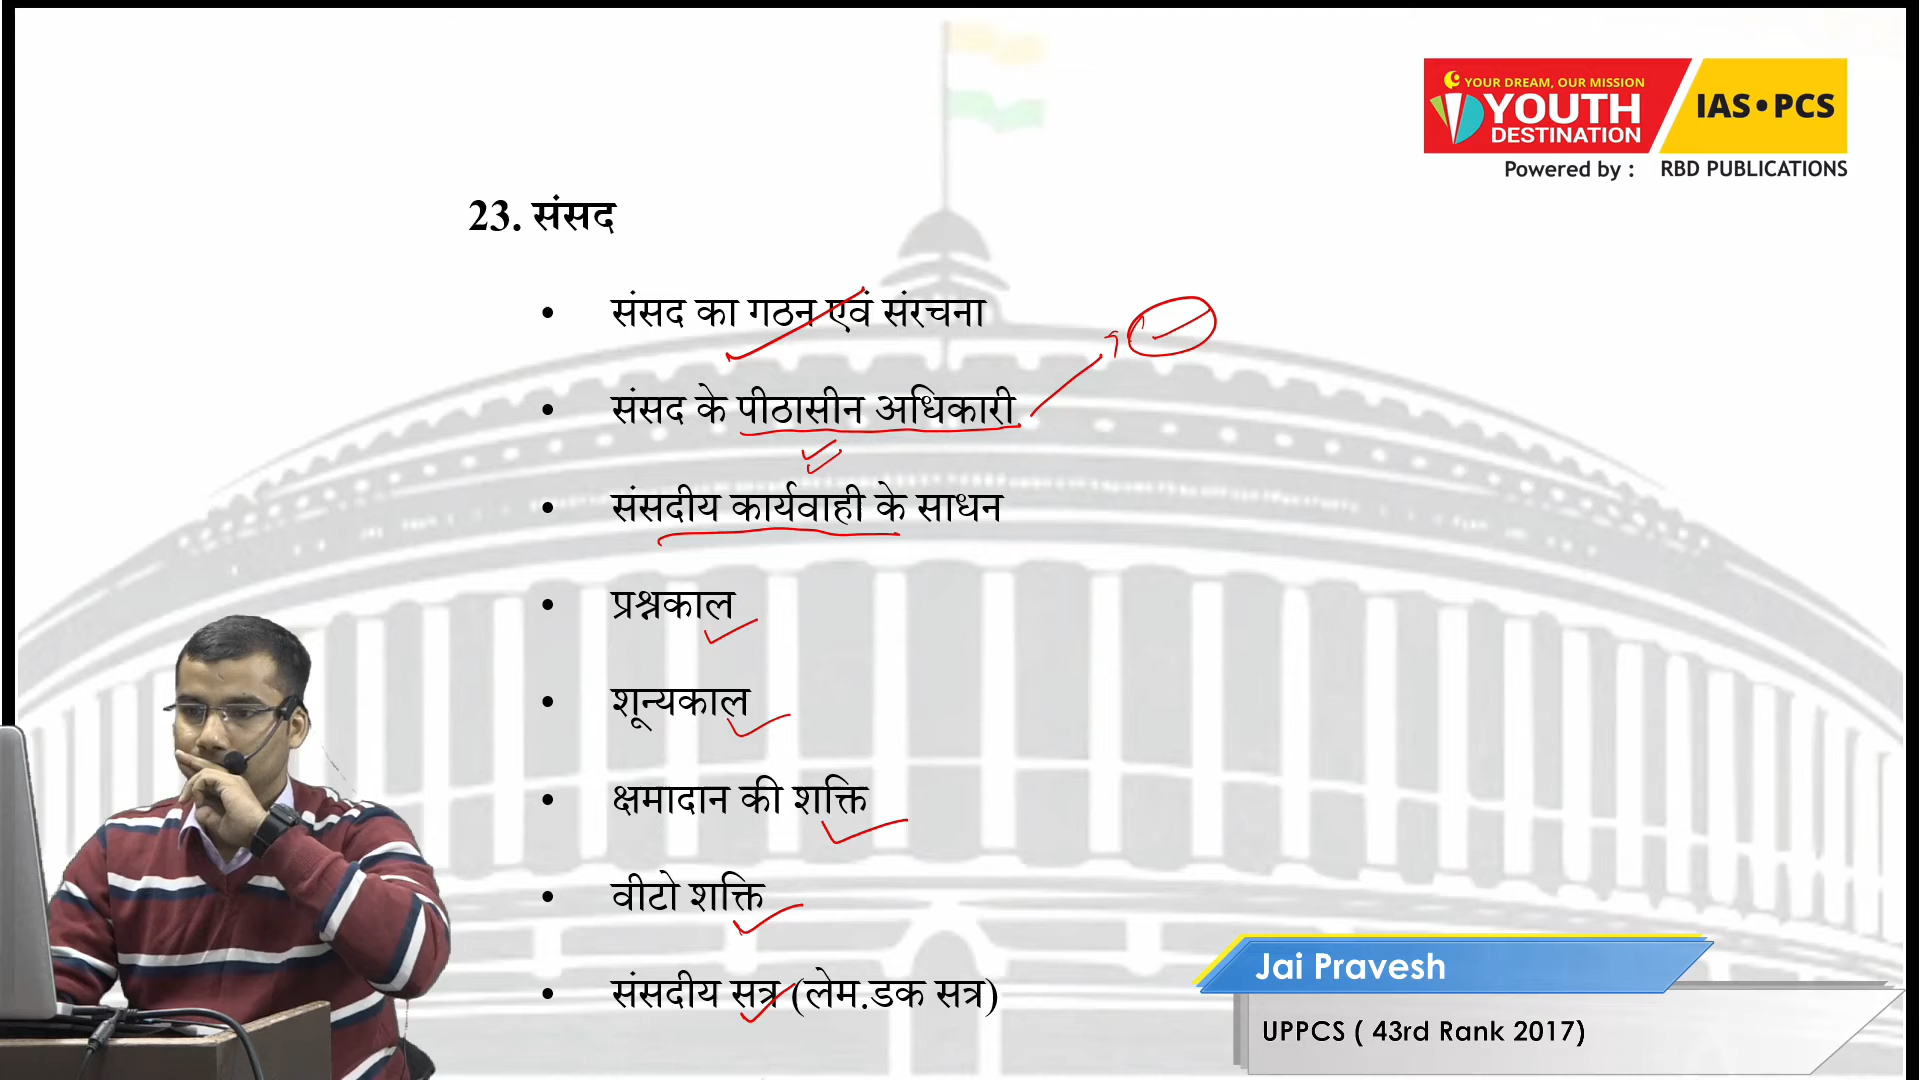 YOUR DREAM, OUR MISSION
YOUTH
DESTINATION
IAS•PCS
Powered by : RBD PUBLICATIONS
23. संसद
• संसद का गठन एवं संरचना
• संसद के पीठासीन अधिकारी
• संसदीय कार्यवाही के साधन
• प्रश्नकाल
• शून्यकाल
• क्षमादान की शक्ति
• वीटो शक्ति
• संसदीय सत्र (लेम.डक सत्र)
Jai Pravesh
UPPCS ( 43rd Rank 2017)